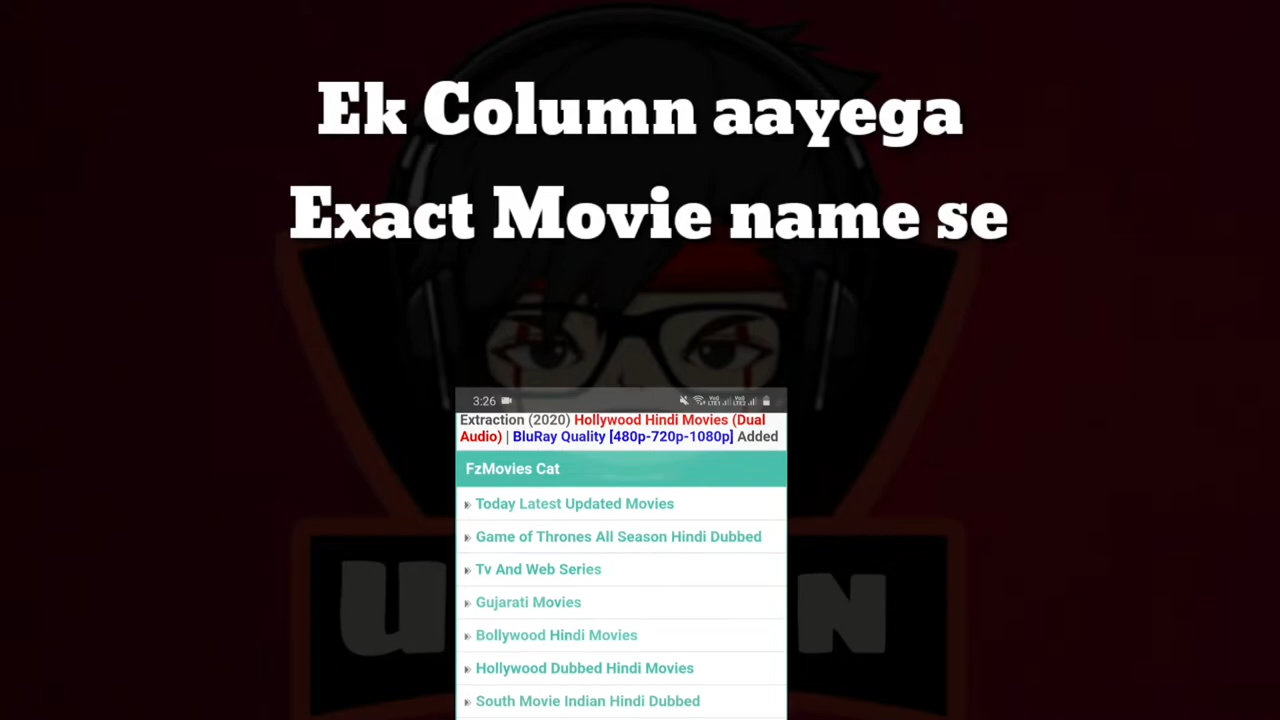 Ek Column aayega
Exact Movie name se
3:26
Extraction (2020) Hollywood Hindi Movies (Dual
Audio) | BluRay Quality [480p-720p-1080p] Added
FzMovies Cat
Today Latest Updated Movies
Game of Thrones All Season Hindi Dubbed
Tv And Web Series
Gujarati Movies
Bollywood Hindi Movies
Hollywood Dubbed Hindi Movies
South Movie Indian Hindi Dubbed